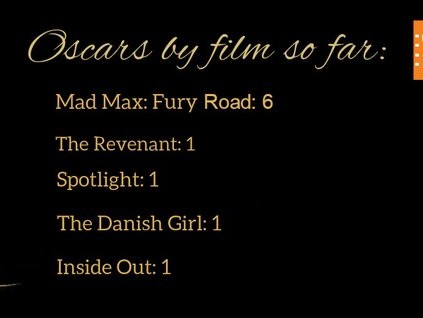 Oscars by film so far:
Mad Max: Fury Road: 6
The Revenant: 1
Spotlight: 1
The Danish Girl: 1
Inside Out: 1